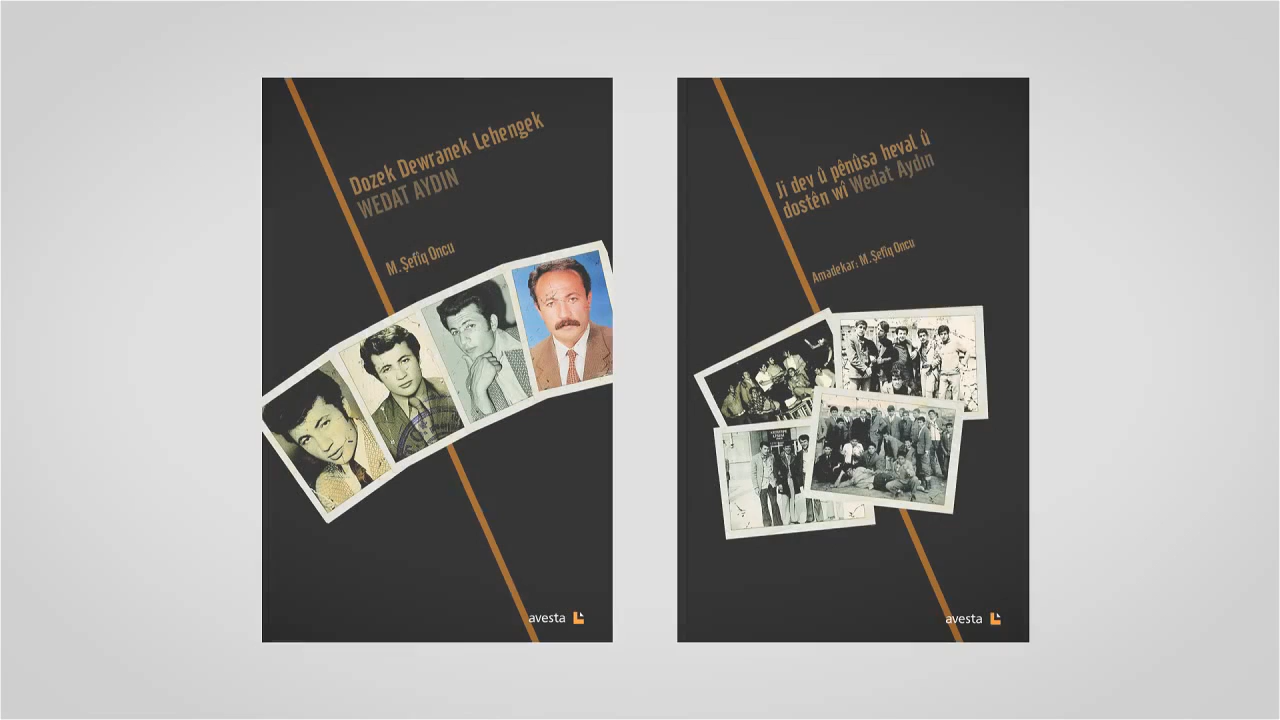 Dozek Dewranek Lehengek
WEDAT AYDIN
M.Şefîq Oncu
avesta
Ji dev û pênûsa heval û
dostên wî Wedat Aydın
Amadekar: M.Şefîq Oncu
avesta